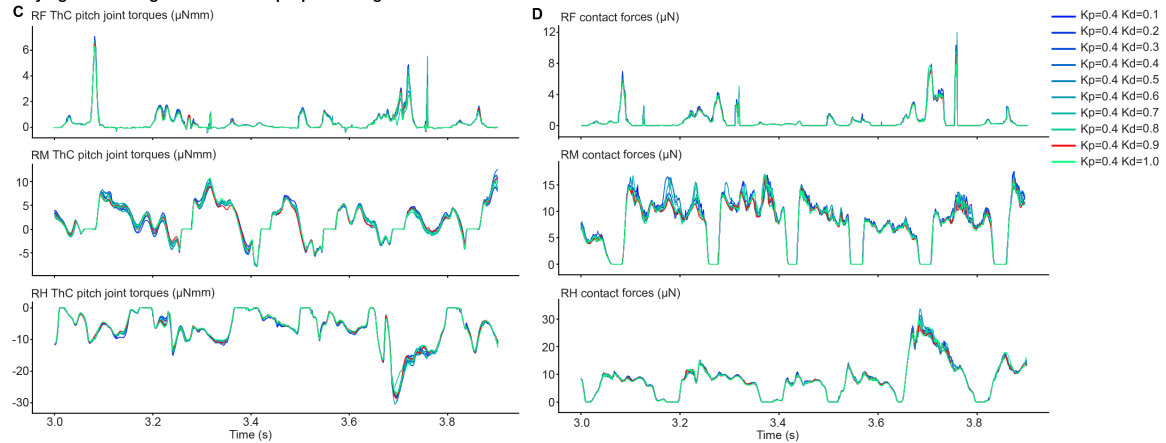 C
RF ThC pitch joint torques (µNmm)
6
4
2
0
RM ThC pitch joint torques (µNmm)
10
5
0
-5
RH ThC pitch joint torques (µNmm)
-0
-10
-20
-30
3.0 3.2 3.4 3.6 3.8
Time (s)
D
RF contact forces (µN)
12
8
4
0
RM contact forces (µN)
15
10
5
0
RH contact forces (µN)
30
20
10
0
3.0 3.2 3.4 3.6 3.8
Time (s)
Kp=0.4 Kd=0.1
Kp=0.4 Kd=0.2
Kp=0.4 Kd=0.3
Kp=0.4 Kd=0.4
Kp=0.4 Kd=0.5
Kp=0.4 Kd=0.6
Kp=0.4 Kd=0.7
Kp=0.4 Kd=0.8
Kp=0.4 Kd=0.9
Kp=0.4 Kd=1.0